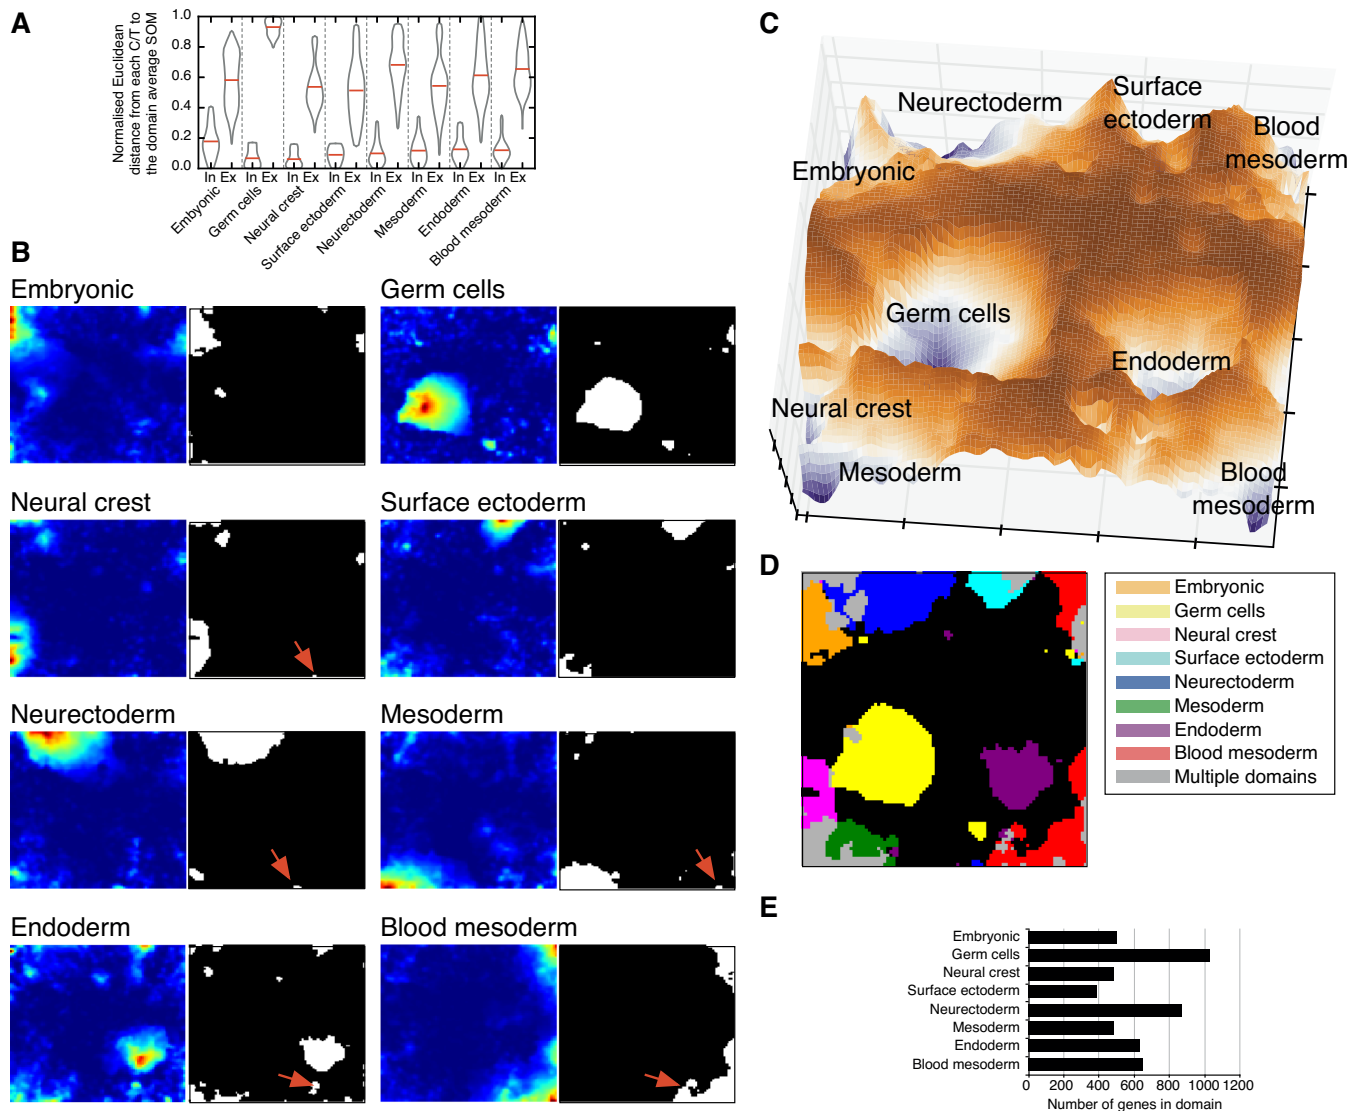 A
Normalised Euclidean
distance from each C/T to
the domain average SOM
1.0
0.8
0.6
0.4
0.2
0.0
In Ex In Ex In Ex In Ex In Ex In Ex In Ex In Ex
Embyonic
Germ cells
Neural crest
Surface ectoderm
Neurectoderm
Mesoderm
Endoderm
Blood mesoderm
B
Embryonic
Germ cells
Neural crest
Surface ectoderm
Neurectoderm
Mesoderm
Endoderm
Blood mesoderm
C
Neurectoderm
Surface
ectoderm
Blood
mesoderm
Embryonic
Germ cells
Endoderm
Neural crest
Mesoderm
Blood
mesoderm
D
Embryonic
Germ cells
Neural crest
Surface ectoderm
Neurectoderm
Mesoderm
Endoderm
Blood mesoderm
Multiple domains
E
Embryonic
Germ cells
Neural crest
Surface ectoderm
Neurectoderm
Mesoderm
Endoderm
Blood mesoderm
0 200 400 600 800 1000 1200
Number of genes in domain